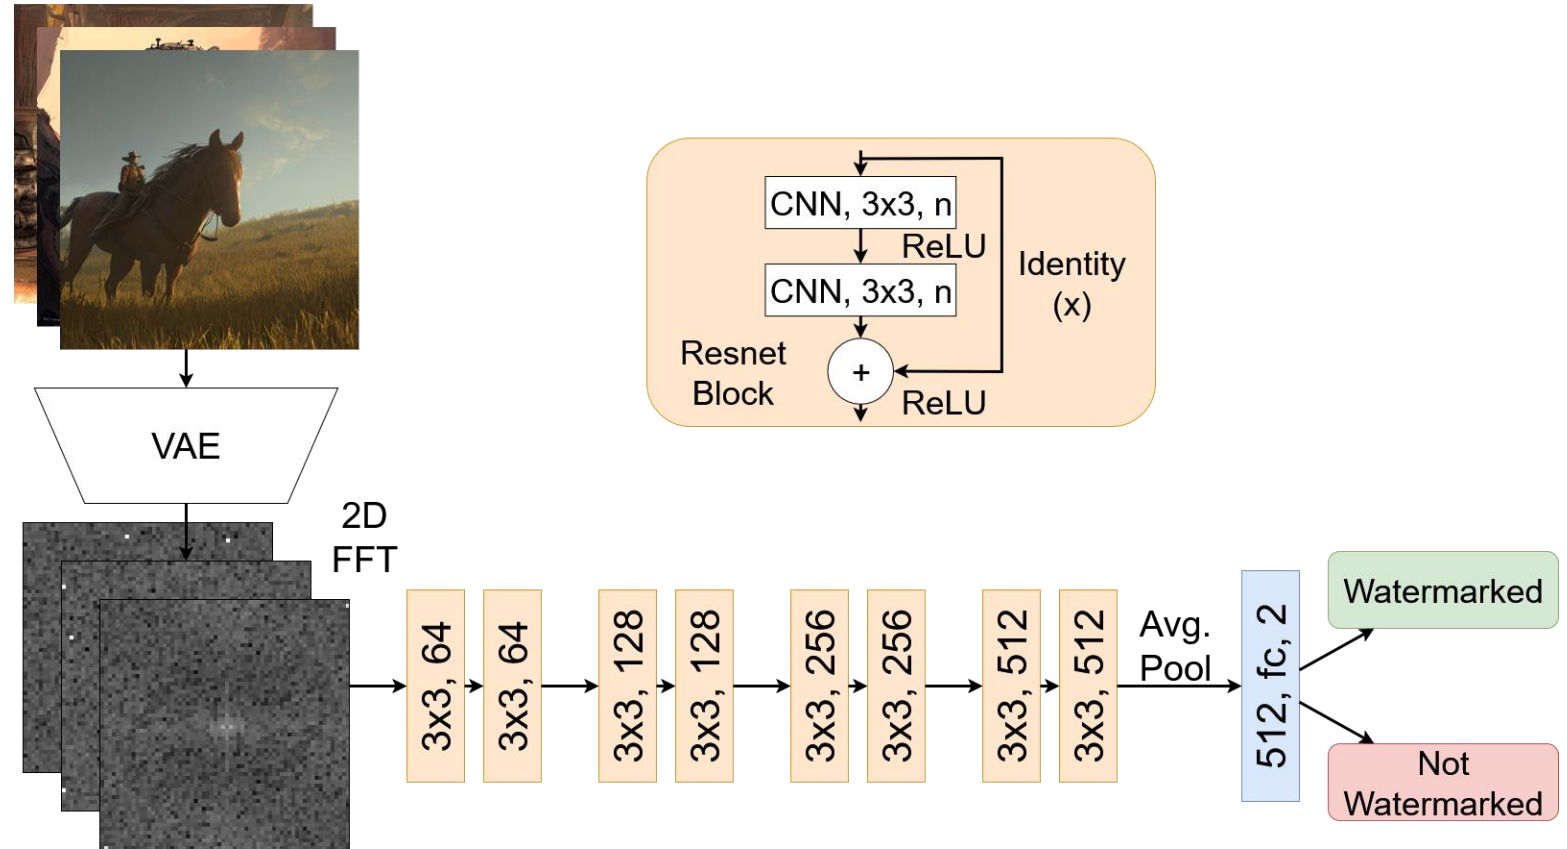 CNN, 3x3, n
ReLU
CNN, 3x3, n
Identity
(x)
Resnet
Block
+
ReLU
VAE
2D
FFT
3x3, 64
3x3, 64
3x3, 128
3x3, 128
3x3, 256
3x3, 256
3x3, 512
3x3, 512
Avg.
Pool
512, fc, 2
Watermarked
Not
Watermarked